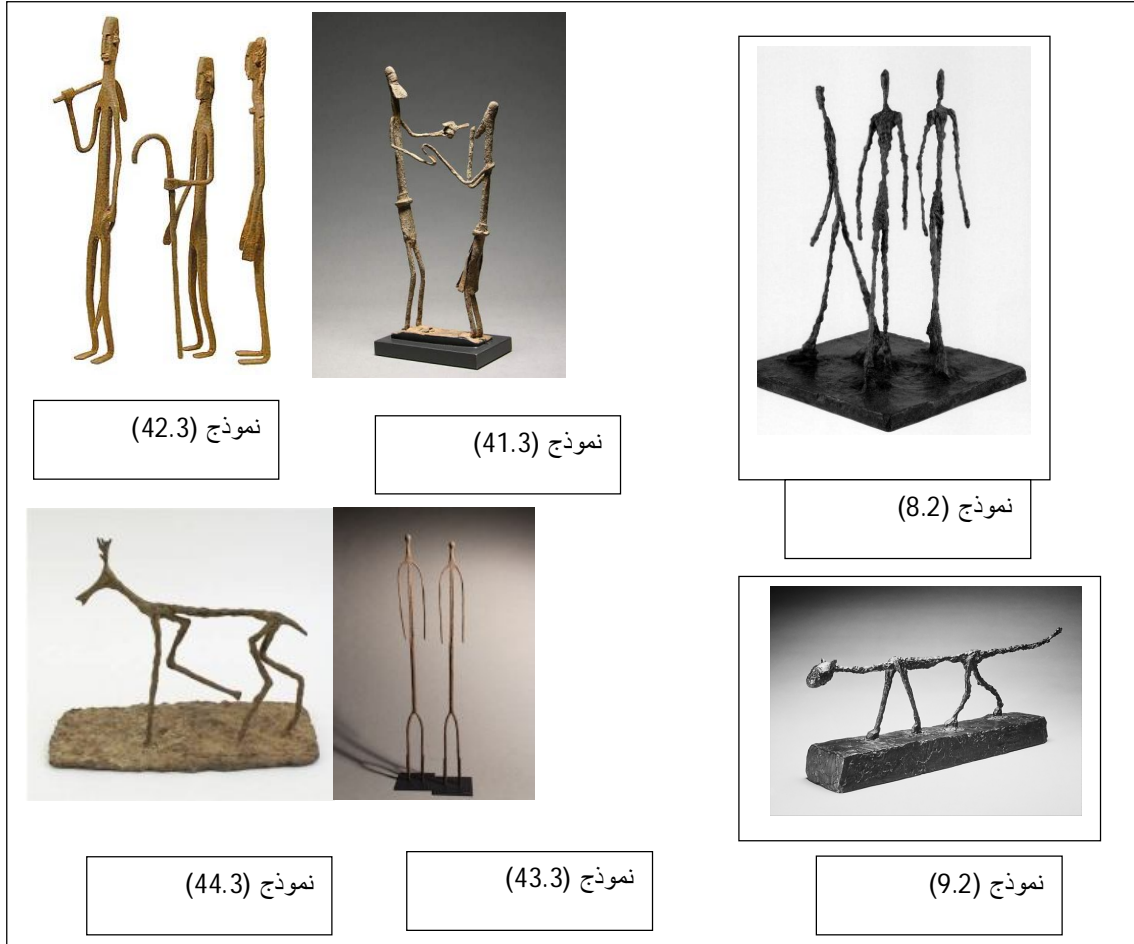 نموذج (8.2)
نموذج (41.3)
نموذج (42.3)
نموذج (9.2)
نموذج (43.3)
نموذج (44.3)